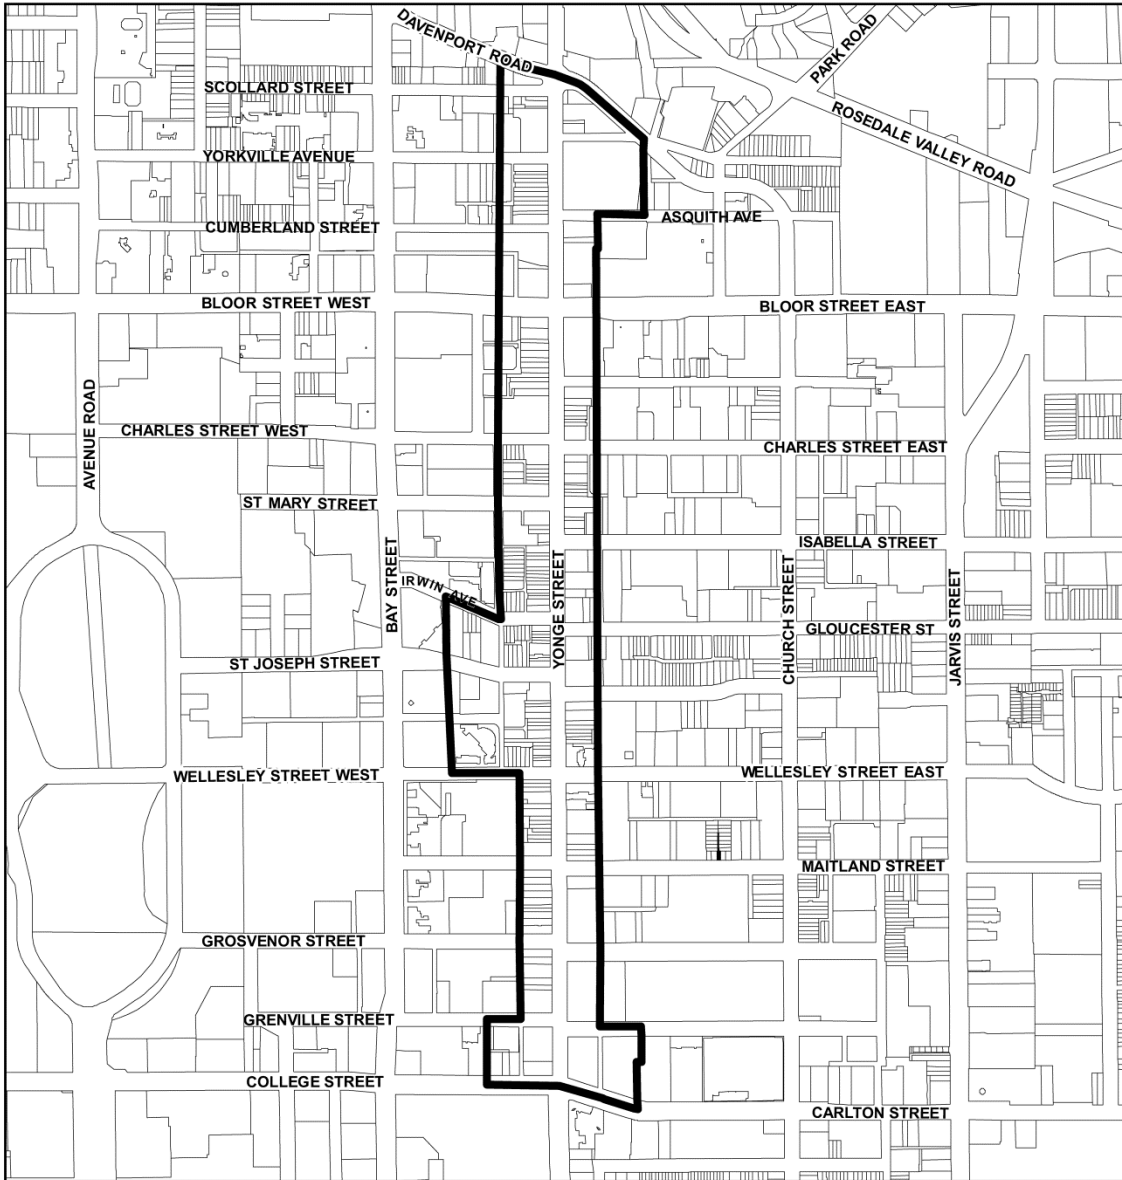 DAVENPORT ROAD
PARK ROAD
SCOLLARD STREET
ROSEDALE VALLEY ROAD
YORKVILLE AVENUE
ASQUITH AVE
CUMBERLAND STREET
BLOOR STREET WEST
BLOOR STREET EAST
AVENUE ROAD
CHARLES STREET WEST
CHARLES STREET EAST
ST MARY STREET
ISABELLA STREET
BAY STREET
IRWIN AVE
YONGE STREET
CHURCH STREET
JARVIS STREET
GLOUCESTER ST
ST JOSEPH STREET
WELLESLEY STREET WEST
WELLESLEY STREET EAST
MAITLAND STREET
GROSVENOR STREET
GRENVILLE STREET
COLLEGE STREET
CARLTON STREET